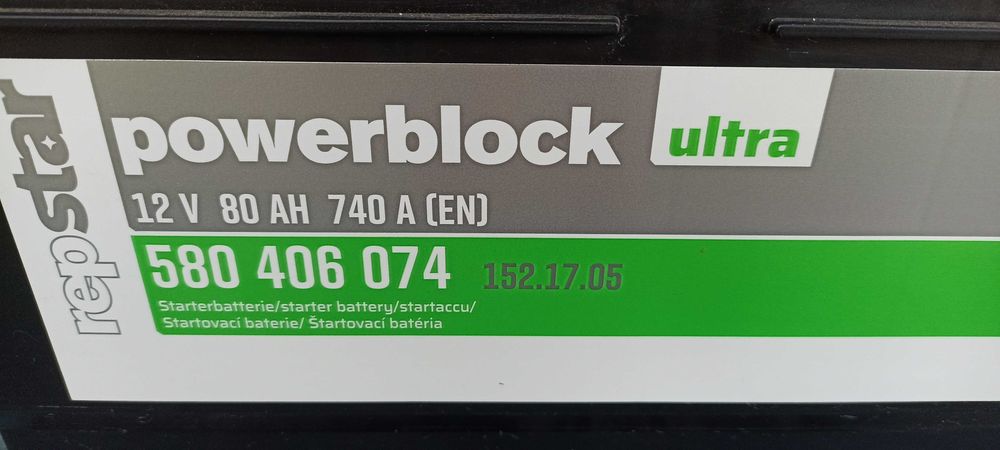 repstar
powerblock ultra
12 V 80 AH 740 A (EN)
580 406 074 152.17.05
Starterbatterie/starter battery/startaccu/
Startovací baterie/ Štartovací batéria